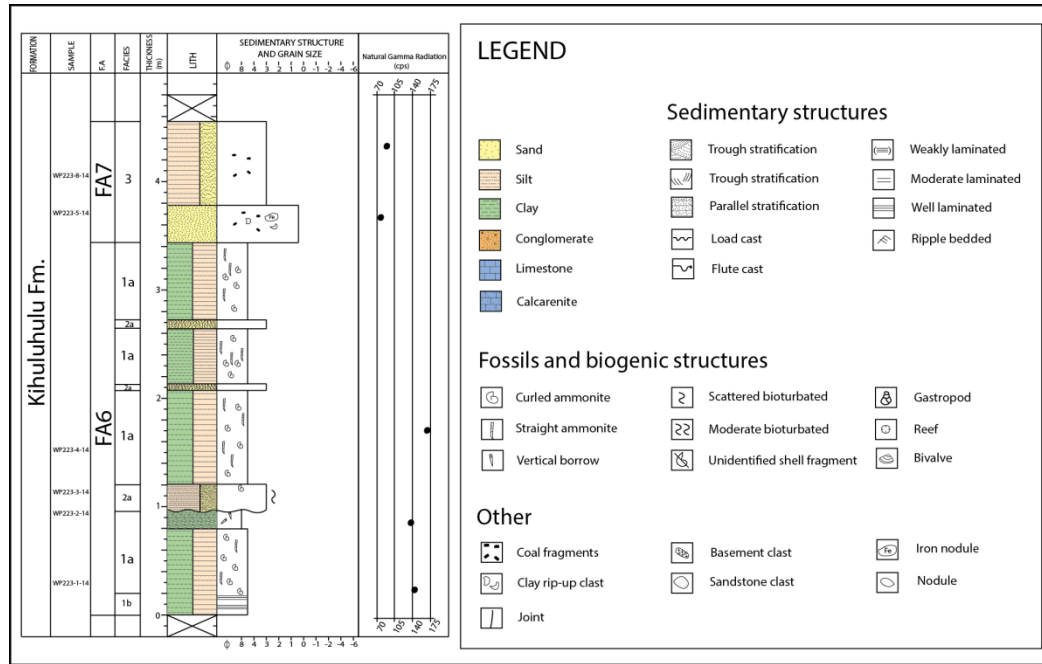 FORMATION
SAMPLE
F.A
FACIES
THICKNESS
(m)
LITH
SEDIMENTARY STRUCTURE
AND GRAIN SIZE
Φ 8 4 3 2 1 0 -1 -2 -4 -6
Natural Gamma Radiation
(cps)
70 105 140 175
Kihuluhulu Fm.
WP223-8-14
WP223-5-14
WP223-4-14
WP223-3-14
WP223-2-14
WP223-1-14
FA7
FA6
3
1a
2a
1a
2a
1a
2a
1a
1b
4
3
2
1
0
Φ 8 4 3 2 1 0 -1 -2 -4 -6
70 105 140 175
LEGEND
Sand
Silt
Clay
Conglomerate
Limestone
Calcarenite
Sedimentary structures
Trough stratification
Weakly laminated
Trough stratification
Moderate laminated
Parallel stratification
Well laminated
Load cast
Ripple bedded
Flute cast
Fossils and biogenic structures
Curled ammonite
Scattered bioturbated
Gastropod
Straight ammonite
Moderate bioturbated
Reef
Vertical borrow
Unidentified shell fragment
Bivalve
Other
Coal fragments
Basement clast
Fe
Iron nodule
Clay rip-up clast
Sandstone clast
Nodule
Joint